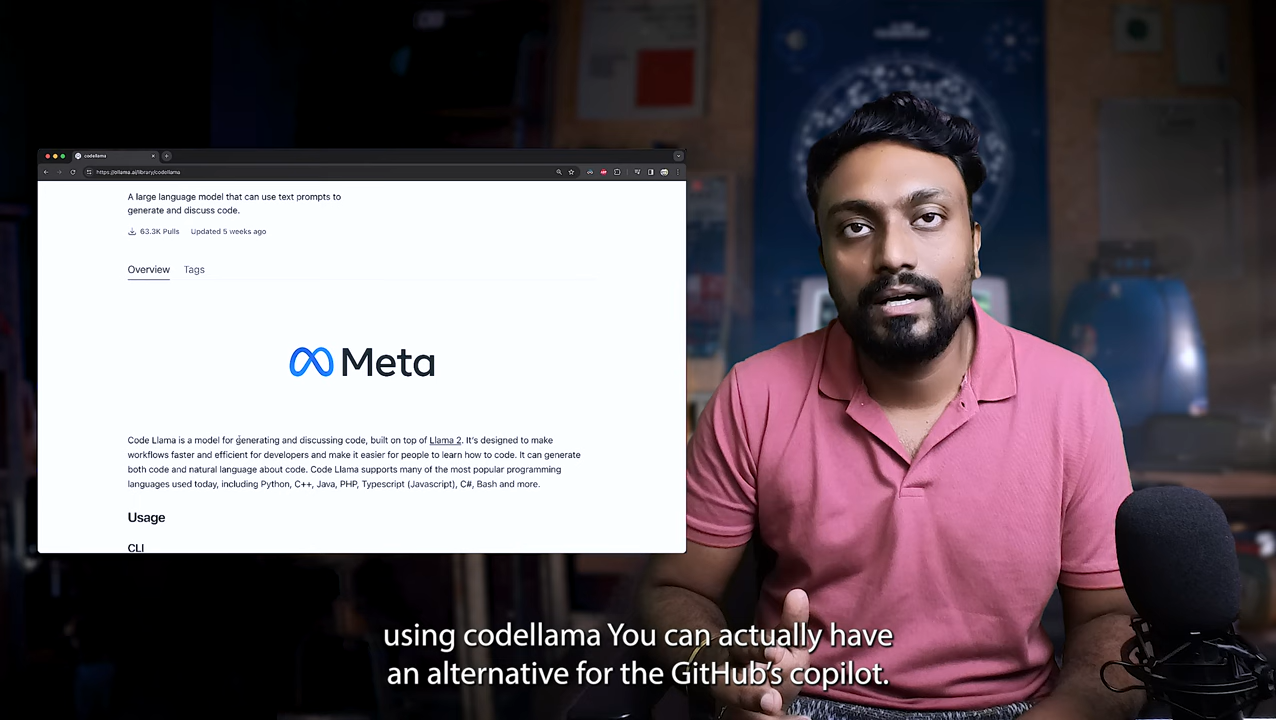 codellama
https://ollama.ai/library/codellama
A large language model that can use text prompts to
generate and discuss code.
63.3K Pulls Updated 5 weeks ago
Overview Tags
Meta
Code Llama is a model for generating and discussing code, built on top of Llama 2. It's designed to make
workflows faster and efficient for developers and make it easier for people to learn how to code. It can generate
both code and natural language about code. Code Llama supports many of the most popular programming
languages used today, including Python, C++, Java, PHP, Typescript (Javascript), C#, Bash and more.
Usage
CLI
using codellama You can actually have
an alternative for the GitHub's copilot.